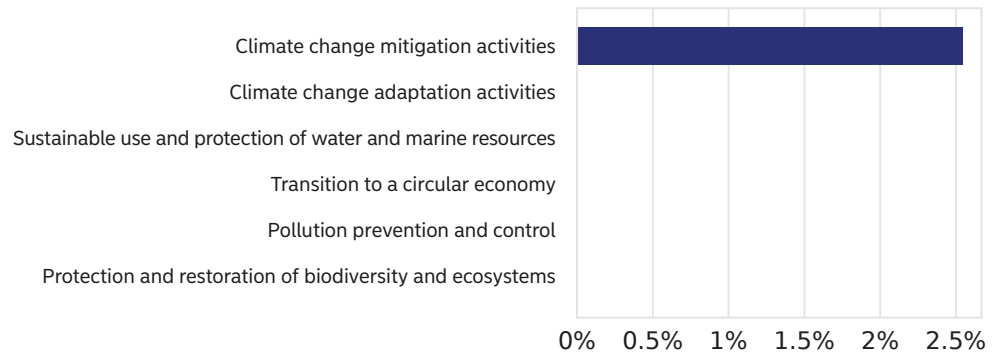 Climate change mitigation activities
Climate change adaptation activities
Sustainable use and protection of water and marine resources
Transition to a circular economy
Pollution prevention and control
Protection and restoration of biodiversity and ecosystems
0% 0.5% 1% 1.5% 2% 2.5%